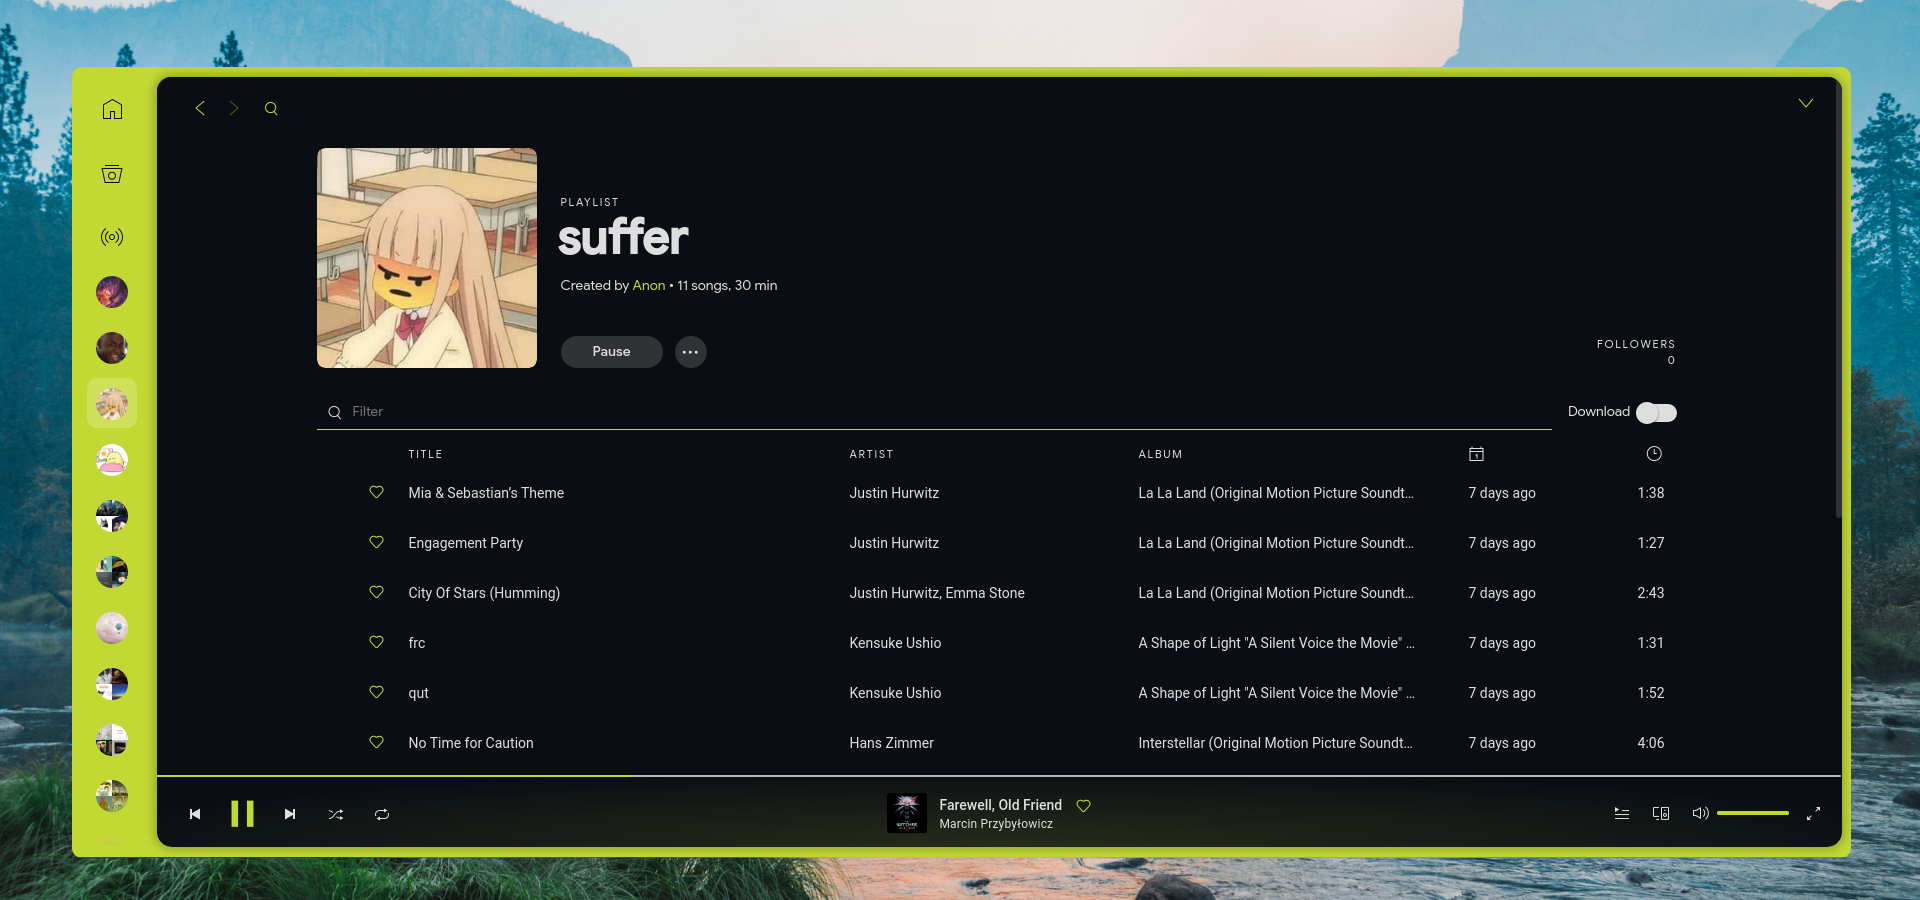 PLAYLIST
suffer
Created by Anon • 11 songs, 30 min
Pause
FOLLOWERS
0
Filter
Download
TITLE ARTIST ALBUM
Mia & Sebastian’s Theme Justin Hurwitz La La Land (Original Motion Picture Soundt... 7 days ago 1:38
Engagement Party Justin Hurwitz La La Land (Original Motion Picture Soundt... 7 days ago 1:27
City Of Stars (Humming) Justin Hurwitz, Emma Stone La La Land (Original Motion Picture Soundt... 7 days ago 2:43
frc Kensuke Ushio A Shape of Light "A Silent Voice the Movie" ... 7 days ago 1:31
qut Kensuke Ushio A Shape of Light "A Silent Voice the Movie" ... 7 days ago 1:52
No Time for Caution Hans Zimmer Interstellar (Original Motion Picture Soundt... 7 days ago 4:06
Farewell, Old Friend
Marcin Przybyłowicz